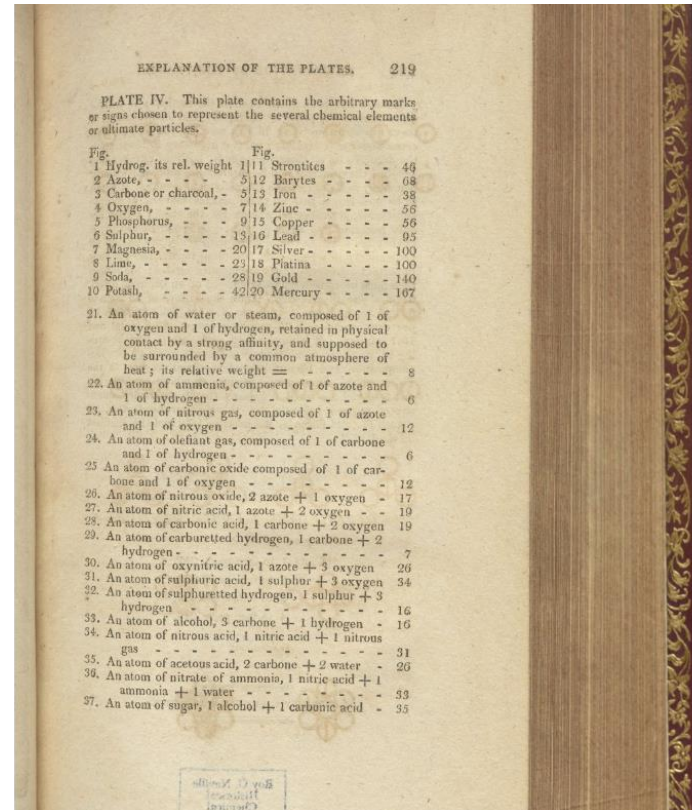 EXPLANATION OF THE PLATES. 219
PLATE IV. This plate contains the arbitrary marks
or signs chosen to represent the several chemical elements
or ultimate particles.
Fig. Fig.
1 Hydrog. its rel. weight 1 11 Strontites - - - 46
2 Azote, - - - - 5 12 Barytes - - - - 68
3 Carbone or charcoal, - 5 13 Iron - - - - - 38
4 Oxygen, - - - - 7 14 Zinc - - - - - 56
5 Phosphorus, - - - 9 15 Copper - - - 56
6 Sulphur, - - - - 13 16 Lead - - - - - 95
7 Magnesia, - - - - 20 17 Silver - - - - 100
8 Lime, - - - - - 23 18 Platina - - - - 100
9 Soda, - - - - - 28 19 Gold - - - - - 140
10 Potash, - - - - 42 20 Mercury - - - - 167
21. An atom of water or steam, composed of 1 of
oxygen and 1 of hydrogen, retained in physical
contact by a strong affinity, and supposed to
be surrounded by a common atmosphere of
heat; its relative weight = - - - - - 8
22. An atom of ammonia, composed of 1 of azote and
1 of hydrogen - - - - - - - - - 6
23. An atom of nitrous gas, composed of 1 of azote
and 1 of oxygen - - - - - - - - 12
24. An atom of olefiant gas, composed of 1 of carbone
and 1 of hydrogen - - - - - - - - 6
25 An atom of carbonic oxide composed of 1 of car-
bone and 1 of oxygen - - - - - - - 12
26. An atom of nitrous oxide, 2 azote + 1 oxygen - 17
27. An atom of nitric acid, 1 azote + 2 oxygen - - 19
28. An atom of carbonic acid, 1 carbone + 2 oxygen 19
29. An atom of carburetted hydrogen, 1 carbone + 2
hydrogen - - - - - - - - - - - 7
30. An atom of oxynitric acid, 1 azote + 3 oxygen 26
31. An atom of sulphuric acid, 1 sulphur + 3 oxygen 34
32. An atom of sulphuretted hydrogen, 1 sulphur + 3
hydrogen - - - - - - - - - - 16
33. An atom of alcohol, 3 carbone + 1 hydrogen - 16
34. An atom of nitrous acid, 1 nitric acid + 1 nitrous
gas - - - - - - - - - - - - 31
35. An atom of acetous acid, 2 carbone + 2 water - 26
36. An atom of nitrate of ammonia, 1 nitric acid + 1
ammonia + 1 water - - - - - - - - 33
37. An atom of sugar, 1 alcohol + 1 carbonic acid - 35
Roy G. Neville
Historical
Chemical